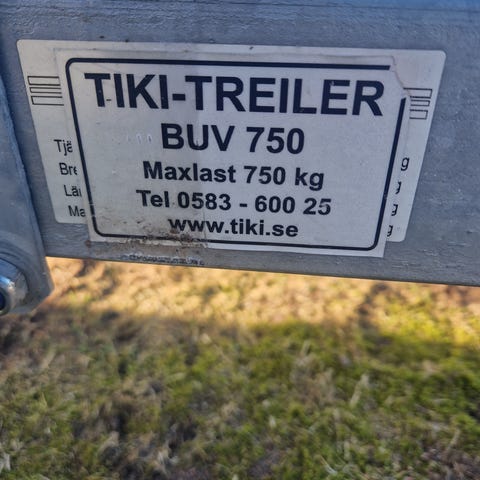 TIKI-TREILER
BUV 750
Maxlast 750 kg
Tel 0583 - 600 25
www.tiki.se